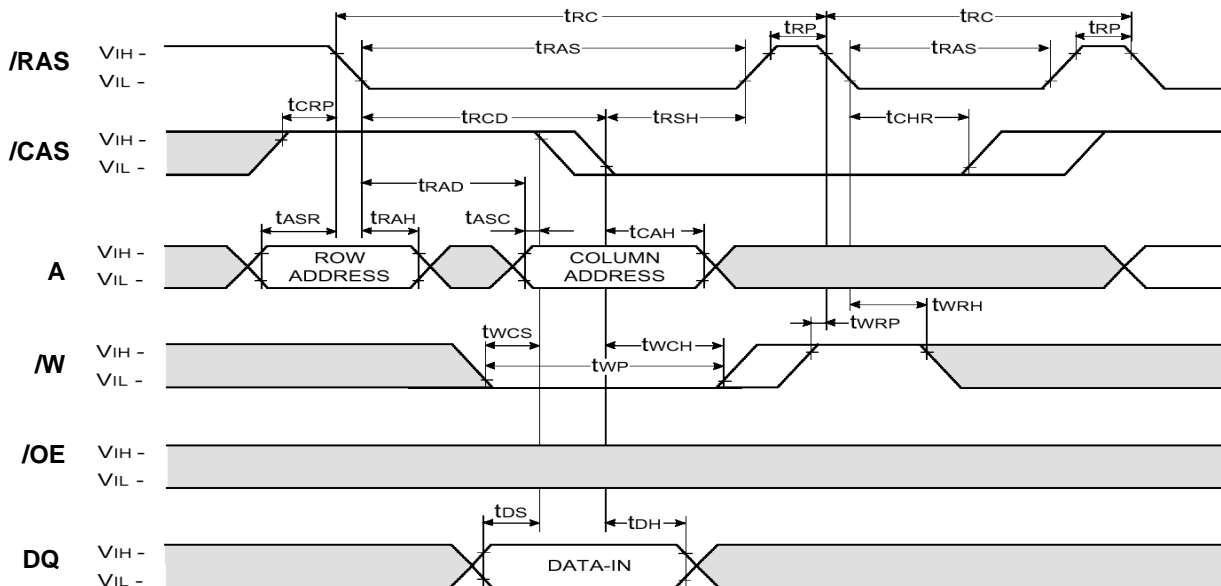 tRC tRC
tRP tRP
/RAS VIH - tRAS tRAS
VIL -
tCRP tRCD tRSH tCHR
/CAS VIH -
VIL -
tRAD
tASR tRAH tASC tCAH
A VIH - ROW ADDRESS COLUMN ADDRESS
VIL -
tWRH
tWRP
tWCS tWCH
/W VIH - tWP
VIL -
/OE VIH -
VIL -
tDS tDH
DQ VIH - DATA-IN
VIL -